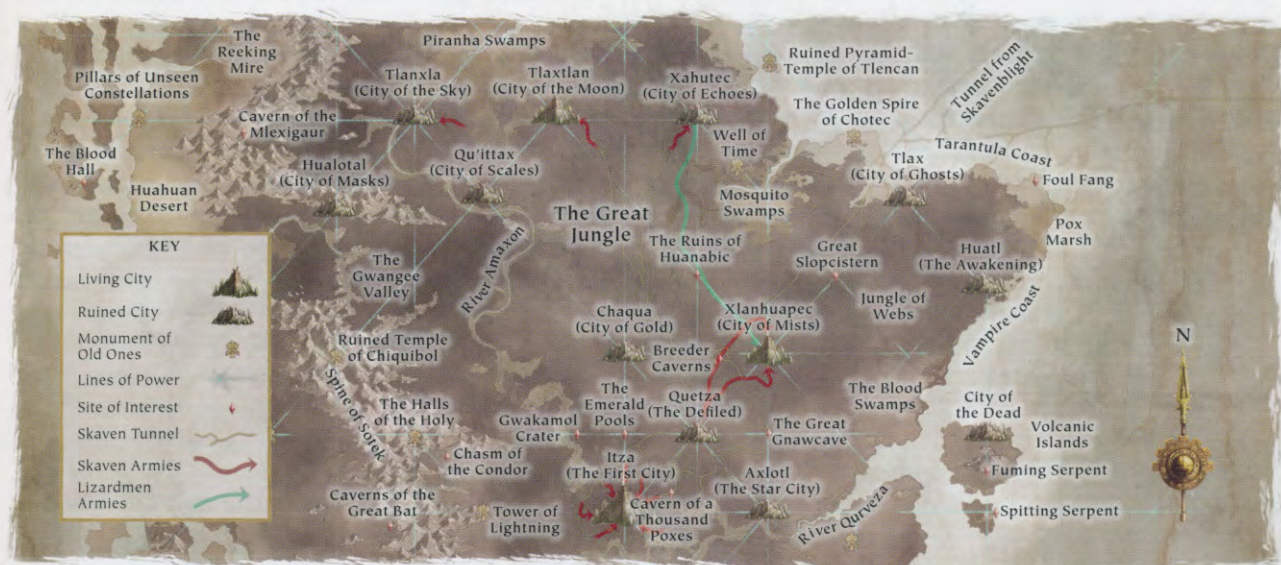 The
Reeking
Mire
Piranha Swamps
Pillars of Unseen
Constellations
Tlanxla
(City of the Sky)
Tlaxtlan
(City of the Moon)
Xahutec
(City of Echoes)
Ruined Pyramid-
Temple of Tlencan
Tunnel from
Skavenblight
The Golden Spire
of Chotec
Cavern of the
Mlexigaur
Well of
Time
Tarantula Coast
The Blood
Hall
Hualotal
(City of Masks)
Qu'ittax
(City of Scales)
Tlax
(City of Ghosts)
Foul Fang
Huahuan
Desert
Mosquito
Swamps
The Great
Jungle
Pox
Marsh
KEY
Living City
Ruined City
Monument of
Old Ones
Lines of Power
Site of Interest
Skaven Tunnel
Skaven Armies
Lizardmen
Armies
The
Gwangee
Valley
River Amaxon
The Ruins of
Huanabic
Great
Slopcistern
Huatl
(The Awakening)
Jungle of
Webs
Vampire Coast
Chaqua
(City of Gold)
Xlanhuapec
(City of Mists)
N
Ruined Temple
of Chiquibol
Breeder
Caverns
Spine of Sotek
The
Emerald
Pools
Quetza
(The Defiled)
The Blood
Swamps
City of
the Dead
Volcanic
Islands
The Halls
of the Holy
Gwakamol
Crater
The Great
Gnawcave
Chasm of
the Condor
Itza
(The First City)
Axlotl
(The Star City)
Fuming Serpent
Caverns of the
Great Bat
Tower of
Lightning
Cavern of a
Thousand
Poxes
River Qurveza
Spitting Serpent